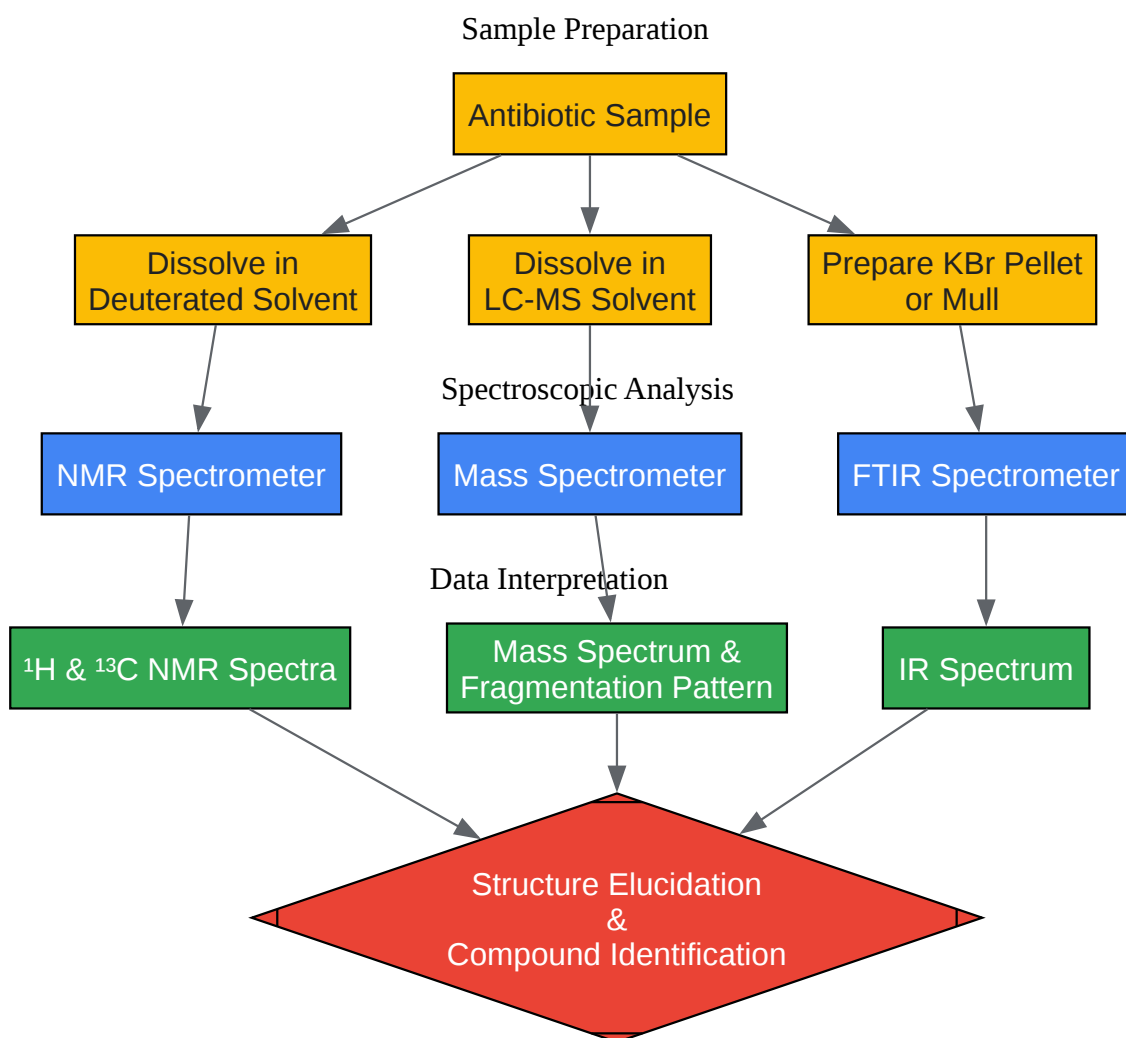 Sample Preparation
Antibiotic Sample
Dissolve in
Deuterated Solvent
Dissolve in
LC-MS Solvent
Prepare KBr Pellet
or Mull
Spectroscopic Analysis
NMR Spectrometer
Mass Spectrometer
FTIR Spectrometer
Data Interpretation
¹H & ¹³C NMR Spectra
Mass Spectrum &
Fragmentation Pattern
IR Spectrum
Structure Elucidation
&
Compound Identification